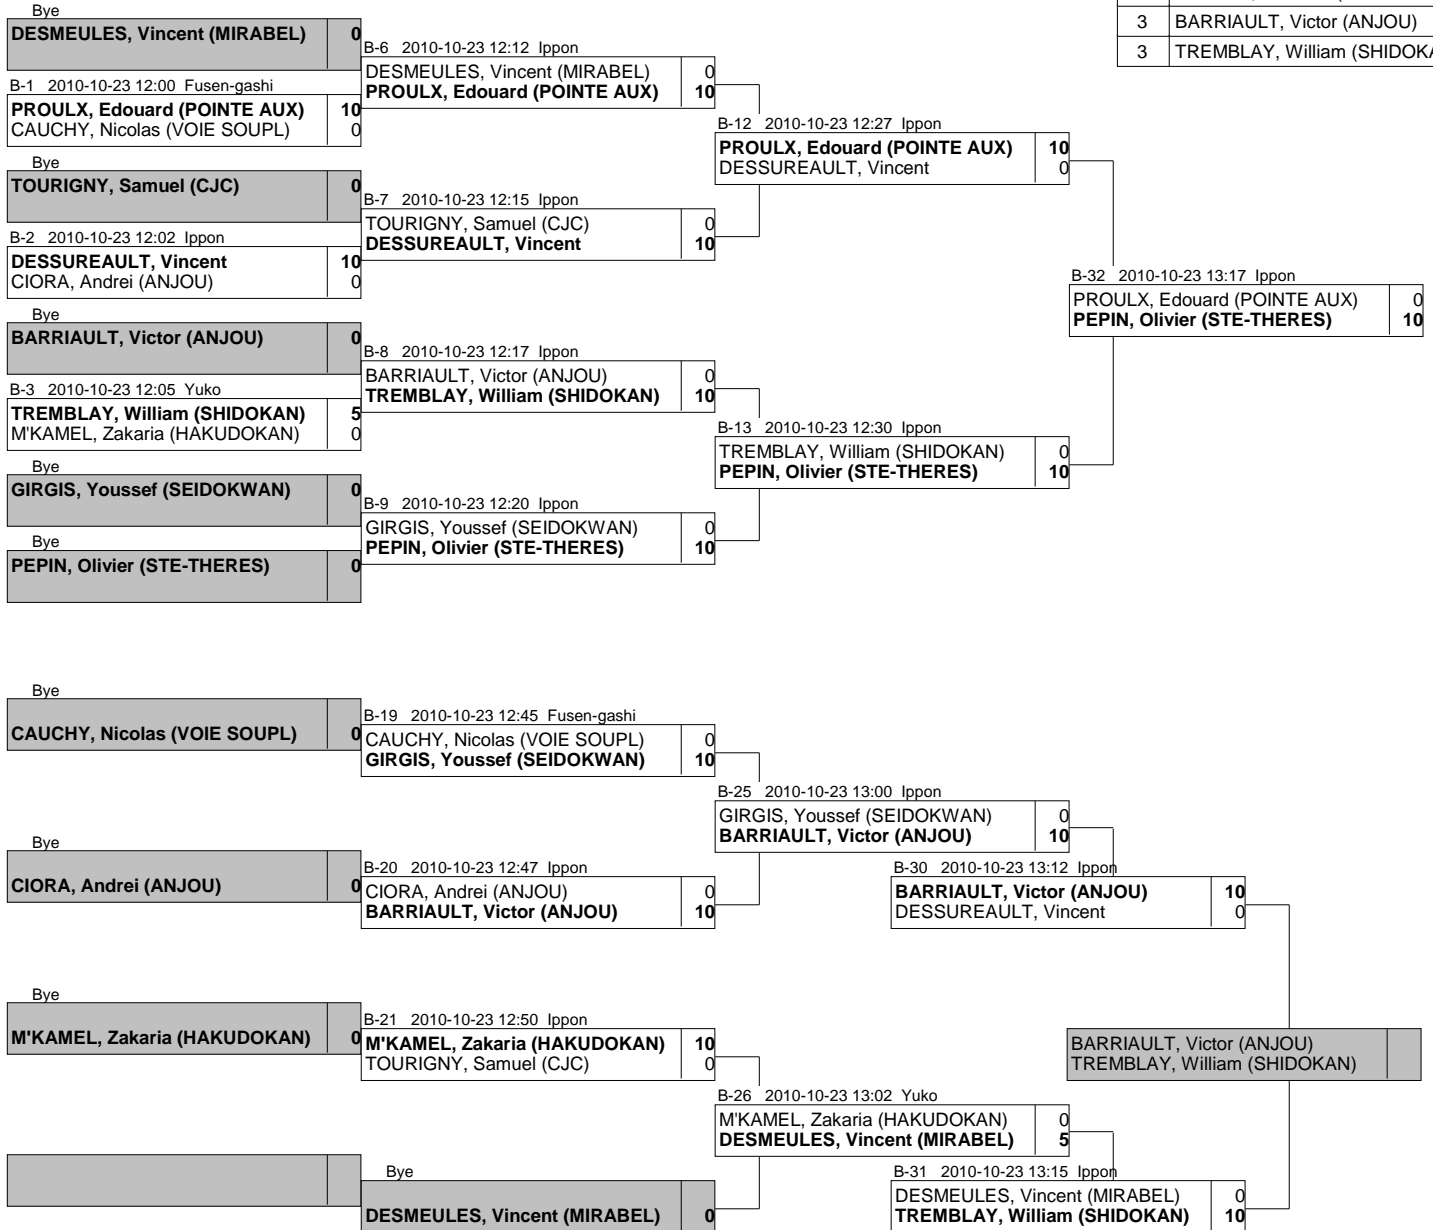 Bye
DESMEULES, Vincent (MIRABEL) 0
B-1 2010-10-23 12:00 Fusen-gashi
PROULX, Edouard (POINTE AUX) 10
CAUCHY, Nicolas (VOIE SOUPL) 0
Bye
TOURIGNY, Samuel (CJC) 0
B-2 2010-10-23 12:02 Ippon
DESSUREAULT, Vincent 10
CIORA, Andrei (ANJOU) 0
Bye
BARRIAULT, Victor (ANJOU) 0
B-3 2010-10-23 12:05 Yuko
TREMBLAY, William (SHIDOKAN) 5
M'KAMEL, Zakaria (HAKUDOKAN) 0
Bye
GIRGIS, Youssef (SEIDOKWAN) 0
Bye
PEPIN, Olivier (STE-THERES) 0
B-6 2010-10-23 12:12 Ippon
DESMEULES, Vincent (MIRABEL) 0
PROULX, Edouard (POINTE AUX) 10
B-7 2010-10-23 12:15 Ippon
TOURIGNY, Samuel (CJC) 0
DESSUREAULT, Vincent 10
B-8 2010-10-23 12:17 Ippon
BARRIAULT, Victor (ANJOU) 0
TREMBLAY, William (SHIDOKAN) 10
B-9 2010-10-23 12:20 Ippon
GIRGIS, Youssef (SEIDOKWAN) 0
PEPIN, Olivier (STE-THERES) 10
B-12 2010-10-23 12:27 Ippon
PROULX, Edouard (POINTE AUX) 10
DESSUREAULT, Vincent 0
B-13 2010-10-23 12:30 Ippon
TREMBLAY, William (SHIDOKAN) 0
PEPIN, Olivier (STE-THERES) 10
3 BARRIAULT, Victor (ANJOU)
3 TREMBLAY, William (SHIDOKA
B-32 2010-10-23 13:17 Ippon
PROULX, Edouard (POINTE AUX) 0
PEPIN, Olivier (STE-THERES) 10
Bye
CAUCHY, Nicolas (VOIE SOUPL) 0
Bye
CIORA, Andrei (ANJOU) 0
Bye
M'KAMEL, Zakaria (HAKUDOKAN) 0
B-19 2010-10-23 12:45 Fusen-gashi
CAUCHY, Nicolas (VOIE SOUPL) 0
GIRGIS, Youssef (SEIDOKWAN) 10
B-20 2010-10-23 12:47 Ippon
CIORA, Andrei (ANJOU) 0
BARRIAULT, Victor (ANJOU) 10
B-21 2010-10-23 12:50 Ippon
M'KAMEL, Zakaria (HAKUDOKAN) 10
TOURIGNY, Samuel (CJC) 0
Bye
DESMEULES, Vincent (MIRABEL) 0
B-25 2010-10-23 13:00 Ippon
GIRGIS, Youssef (SEIDOKWAN) 0
BARRIAULT, Victor (ANJOU) 10
B-26 2010-10-23 13:02 Yuko
M'KAMEL, Zakaria (HAKUDOKAN) 0
DESMEULES, Vincent (MIRABEL) 5
B-30 2010-10-23 13:12 Ippon
BARRIAULT, Victor (ANJOU) 10
DESSUREAULT, Vincent 0
B-31 2010-10-23 13:15 Ippon
DESMEULES, Vincent (MIRABEL) 0
TREMBLAY, William (SHIDOKAN) 10
BARRIAULT, Victor (ANJOU)
TREMBLAY, William (SHIDOKAN)